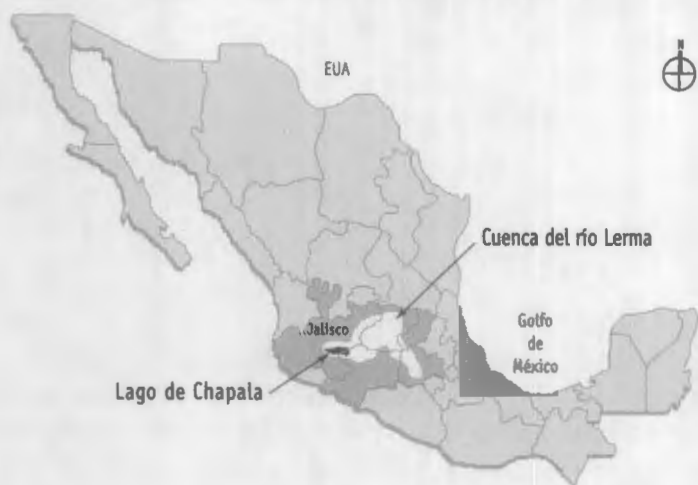 N
EUA
Cuenca del río Lerma
Jalisco
Golfo
de
México
Lago de Chapala